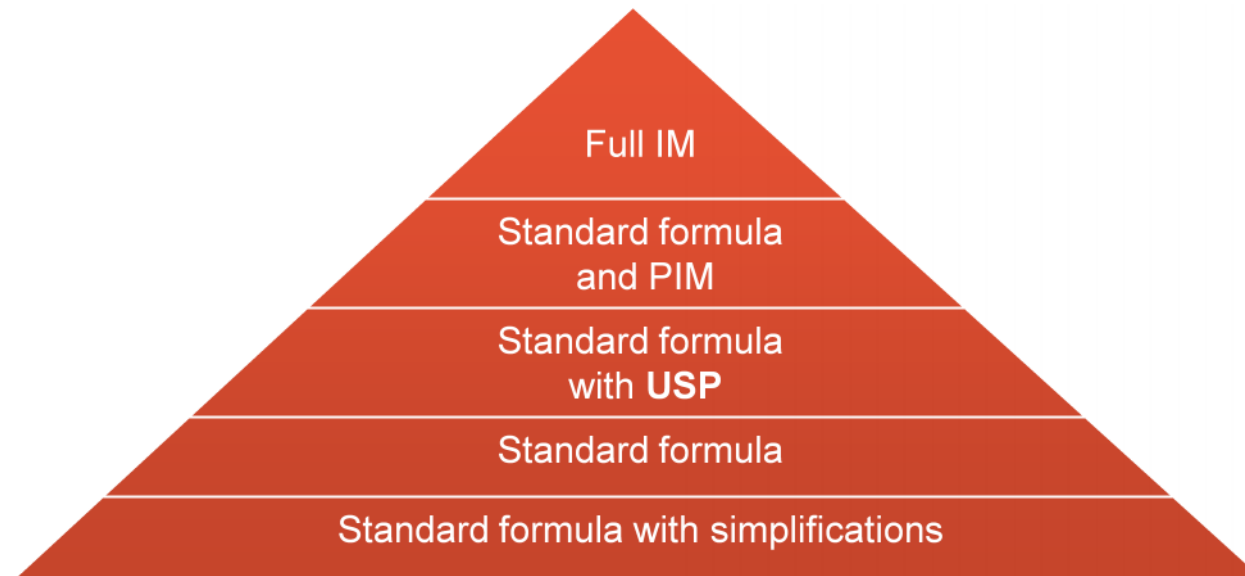 Full IM
Standard formula
and PIM
Standard formula
with USP
Standard formula
Standard formula with simplifications